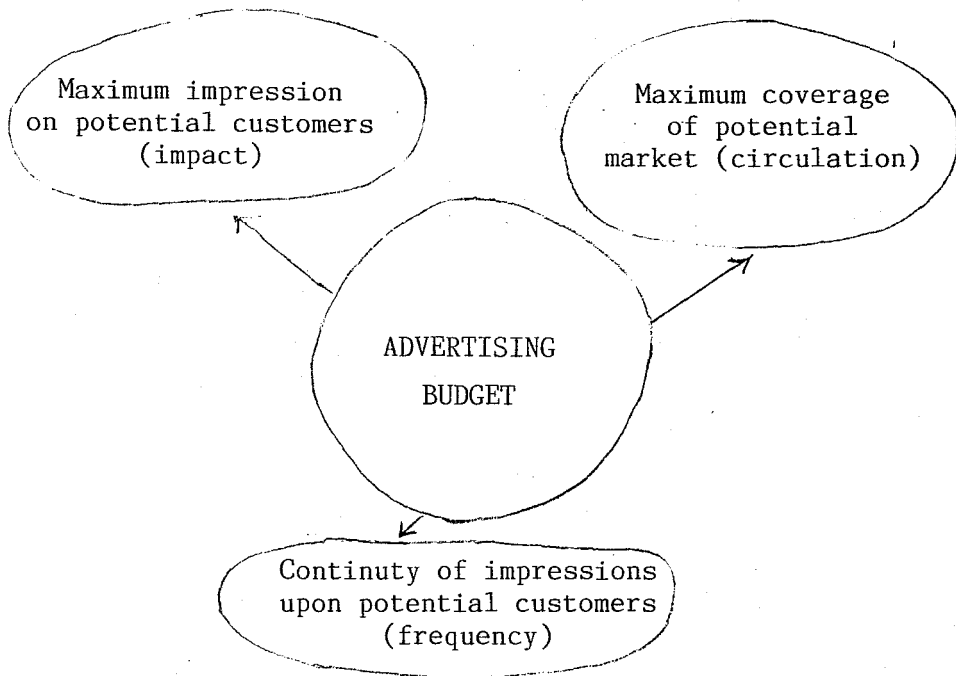 Maximum impression
on potential customers
(impact)
Maximum coverage
of potential
market (circulation)
ADVERTISING
BUDGET
Continuty of impressions
upon potential customers
(frequency)